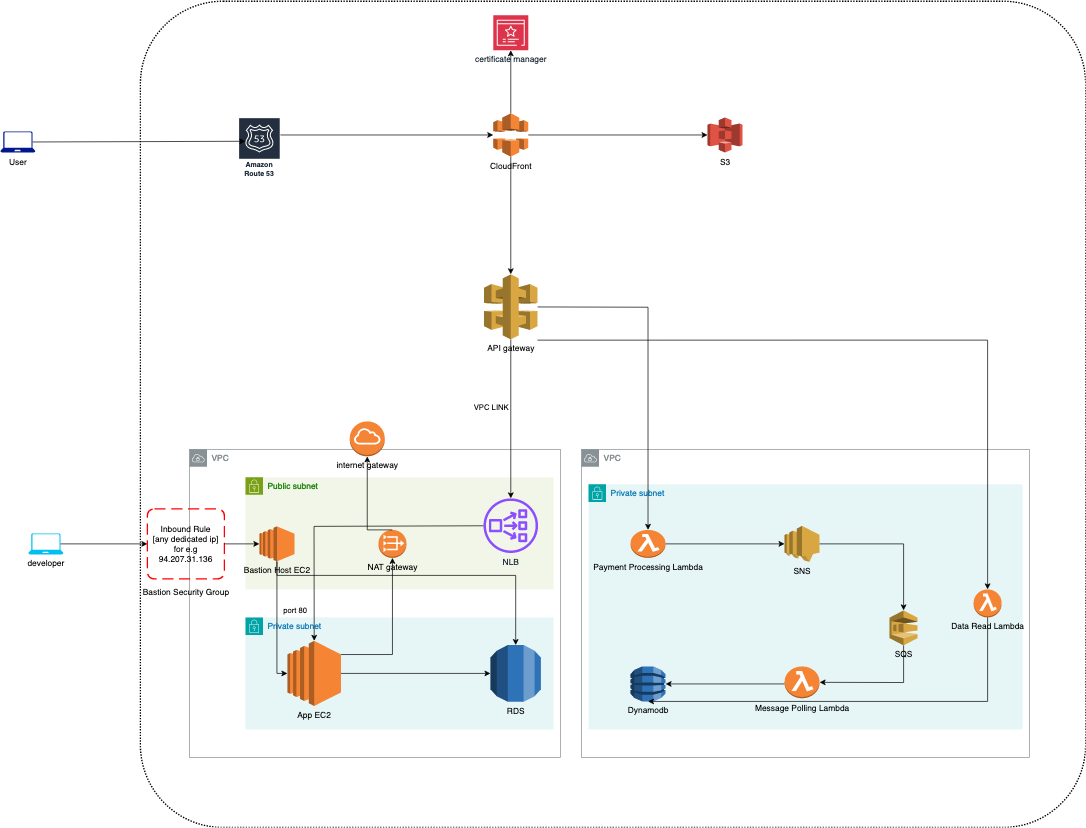 certificate manager
53
User
Amazon
Route 53
CloudFront
S3
API gateway
VPC LINK
internet gateway
VPC
Public subnet
Inbound Rule
[any dedicated ip]
for e.g
94.207.31.136
developer
Bastion Security Group
Bastion Host EC2
NAT gateway
NLB
port 80
Private subnet
App EC2
RDS
VPC
Private subnet
Payment Processing Lambda
SNS
Data Read Lambda
SQS
Dynamodb
Message Polling Lambda